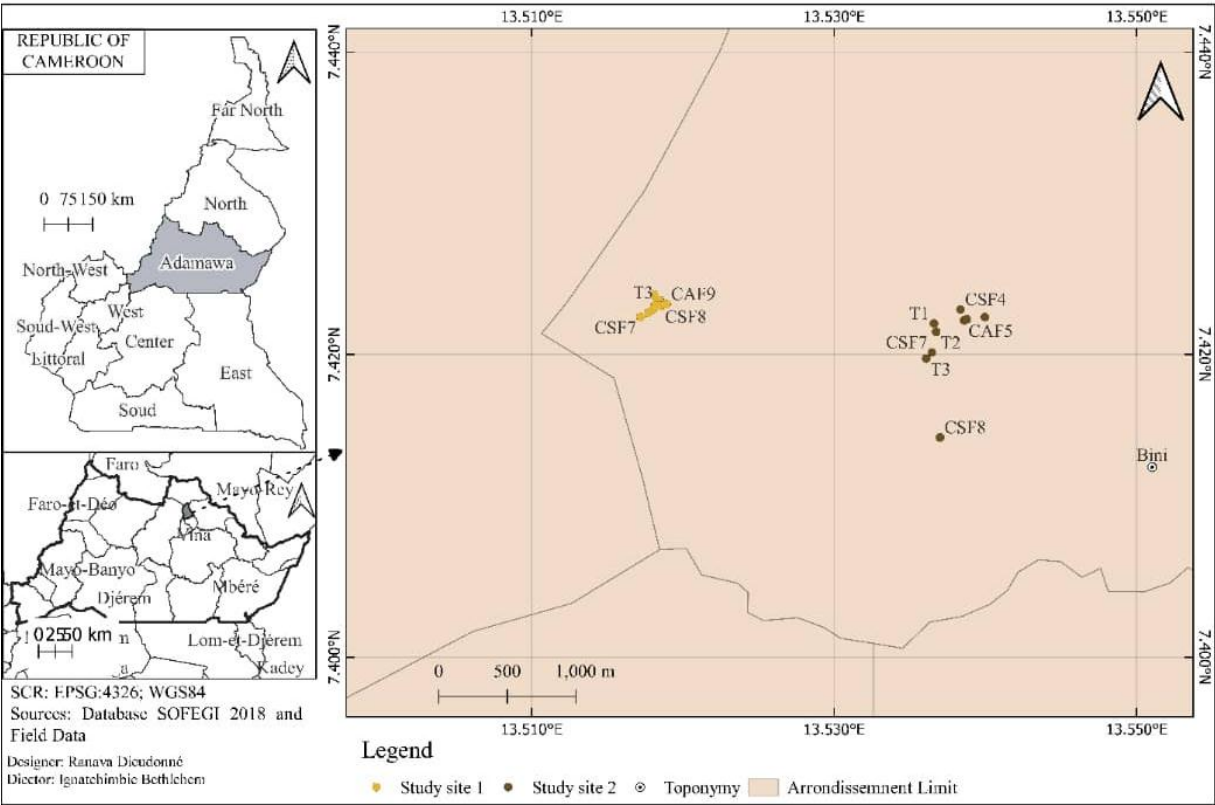 REPUBLIC OF
CAMEROON
Far North
0 75150 km
North
Adamawa
North-West
West
Soud-West
Center
Littoral
East
Soud
Faro
Mayo-Rey
Faro-et-Déo
Vina
Mayo-Banyo
Mbéré
Djérem
02550 km
Lom-et-Djérem
Kadey
SCR: EPSG:4326; WGS84
Sources: Database SOFEGI 2018 and
Field Data
Designer: Ranava Dieudonné
Diector: Ignatchimbie Bethlehem
13.510°E 13.530°E 13.550°E
7.440°N 7.440°N
T3 CAF9
CSF7 CSF8
CSF4
T1
CAF5
CSF7 T2
T3
7.420°N 7.420°N
CSF8
Bini
7.400°N 7.400°N
0 500 1,000 m
13.510°E 13.530°E 13.550°E
Legend
Study site 1 Study site 2 Toponymy Arrondissemnent Limit